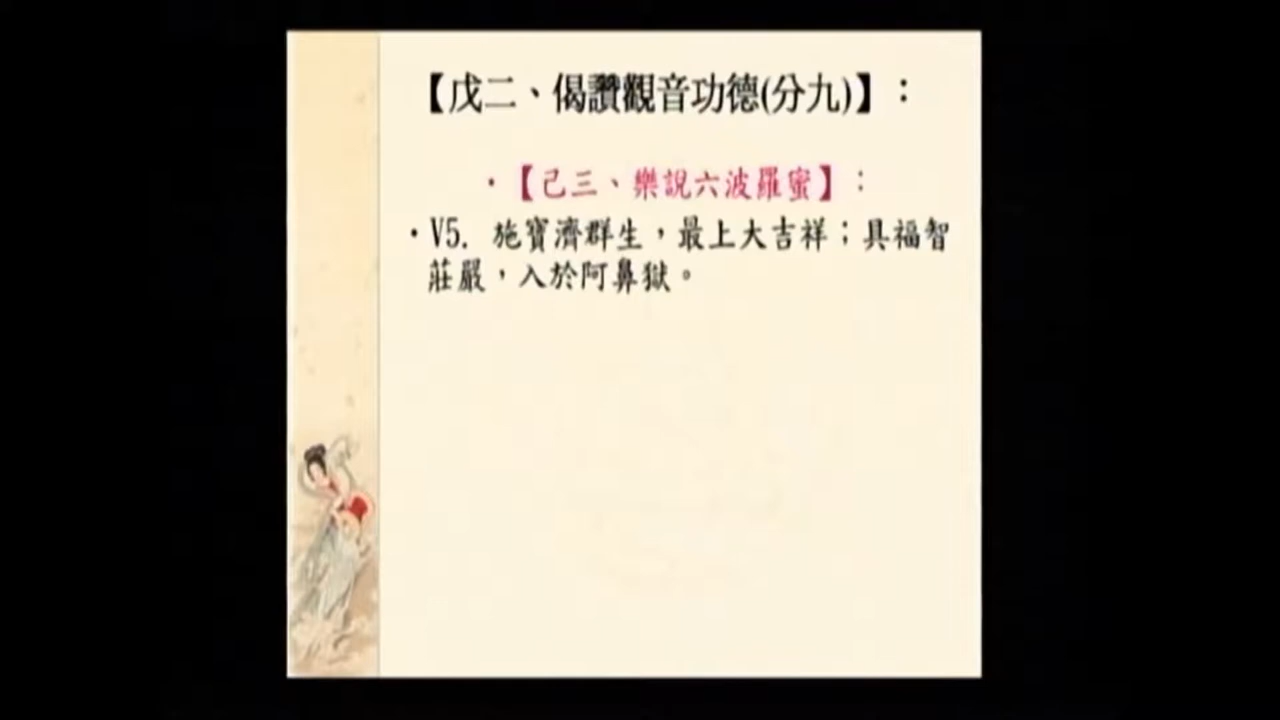 【戊二、偈讚觀音功德(分九)】：
•【己三、樂說六波羅蜜】：
•V5. 施寶濟群生，最上大吉祥；具福智
莊嚴，入於阿鼻獄。